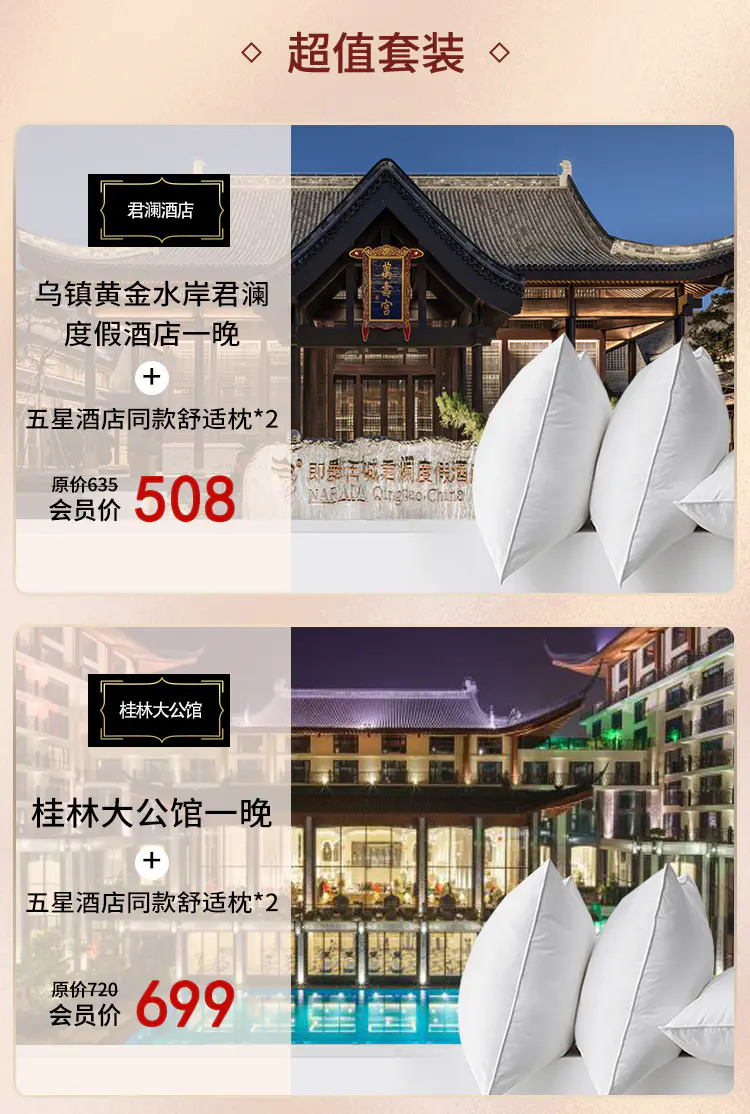 超值套装
君澜酒店
乌镇黄金水岸君澜
度假酒店一晚
+
五星酒店同款舒适枕*2
原价635
会员价 508
萬壽宮
即墨古城君瀾度假酒
NARADA Qingdao·China
桂林大公馆
桂林大公馆一晚
+
五星酒店同款舒适枕*2
原价720
会员价 699